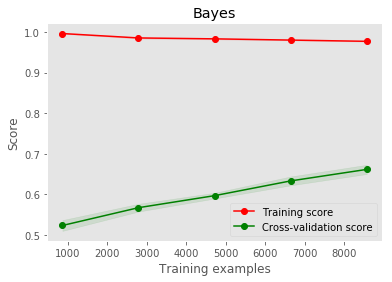 Bayes
1.0
0.9
0.8
0.7
0.6
0.5
Score
1000 2000 3000 4000 5000 6000 7000 8000
Training examples
Training score
Cross-validation score